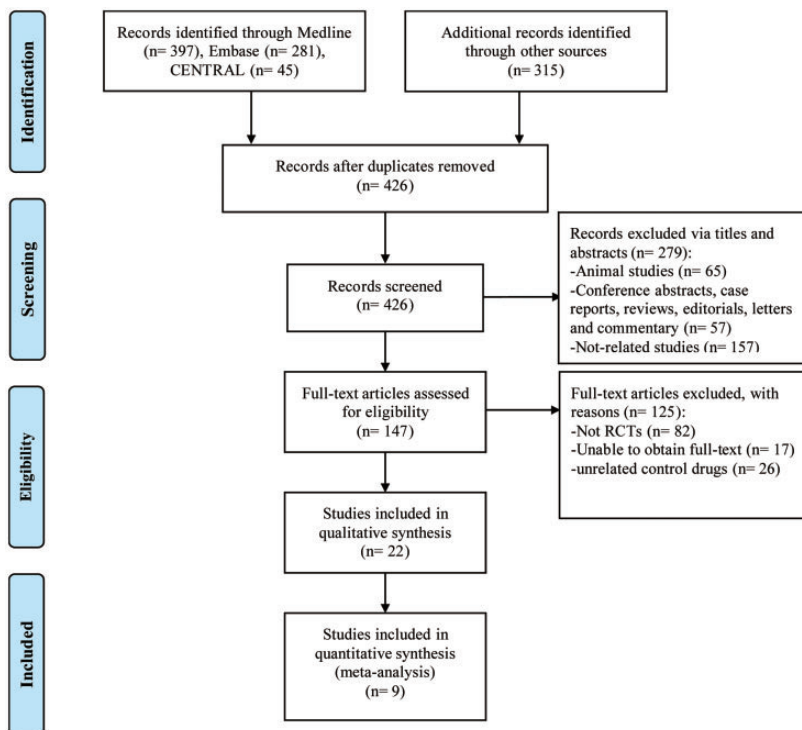 Identification
Records identified through Medline
(n= 397), Embase (n= 281),
CENTRAL (n= 45)
Additional records identified
through other sources
(n= 315)
Records after duplicates removed
(n= 426)
Screening
Records screened
(n= 426)
Records excluded via titles and
abstracts (n= 279):
-Animal studies (n= 65)
-Conference abstracts, case
reports, reviews, editorials, letters
and commentary (n= 57)
-Not-related studies (n= 157)
Eligibility
Full-text articles assessed
for eligibility
(n= 147)
Full-text articles excluded, with
reasons (n= 125):
-Not RCTs (n= 82)
-Unable to obtain full-text (n= 17)
-unrelated control drugs (n= 26)
Studies included in
qualitative synthesis
(n= 22)
Included
Studies included in
quantitative synthesis
(meta-analysis)
(n= 9)